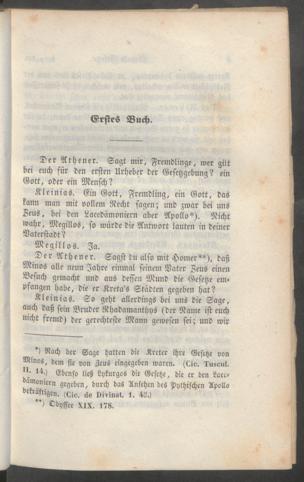 Erstes Buch.
Der Athener. Sagt mir, Fremdlinge, wer gilt
bei euch für den ersten Urheber der Gesetzgebung? ein
Gott, oder ein Mensch?
Kleinias. Ein Gott, Fremdling, ein Gott, das
kann man mit vollem Recht sagen; und zwar bei uns
Zeus, bei den Lacedämoniern aber Apollo*). Nicht
wahr, Megillos, so würde die Antwort lauten in deiner
Vaterstadt?
Megillos. Ja.
Der Athener. Sagst du also mit Homer**), daß
Minos alle neun Jahre einmal seinem Vater Zeus einen
Besuch gemacht und aus dessen Mund die Gesetze em-
pfangen habe, die er Kreta's Städten gegeben hat?
Kleinias. So geht allerdings bei uns die Sage,
auch daß sein Bruder Rhadamanthys (der Name ist euch
nicht fremd) der gerechteste Mann gewesen sei; und wir
*) Nach der Sage hatten die Kreter ihre Gesetze von
Minos, dem sie von Zeus eingegeben waren. (Cic. Tuscul.
II. 14.) Ebenso ließ Lykurgos die Gesetze, die er den Lace-
dämoniern gegeben, durch das Ansehen des Pythischen Apollo
bekräftigen. (Cic. de Divinat. 1. 43.)
**) Odyssee XIX. 178.